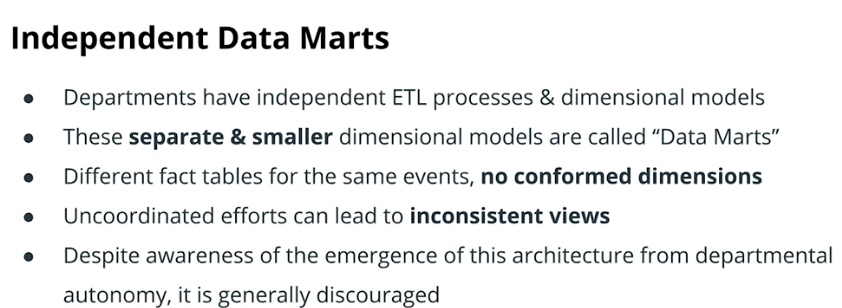 Independent Data Marts
● Departments have independent ETL processes & dimensional models
● These separate & smaller dimensional models are called “Data Marts”
● Different fact tables for the same events, no conformed dimensions
● Uncoordinated efforts can lead to inconsistent views
● Despite awareness of the emergence of this architecture from departmental
autonomy, it is generally discouraged